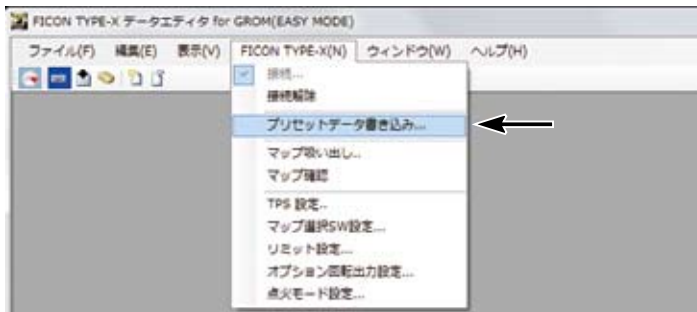 FICON TYPE-X データエディタ for GROM(EASY MODE)
ファイル(F) 編集(E) 表示(V) FICON TYPE-X(N) ウィンドウ(W) ヘルプ(H)
接続...
接続解除
プリセットデータ書き込み...
マップ吸い出し..
マップ確認
TPS 設定..
マップ選択SW設定...
リミット設定...
オプション回転出力設定...
点火モード設定...